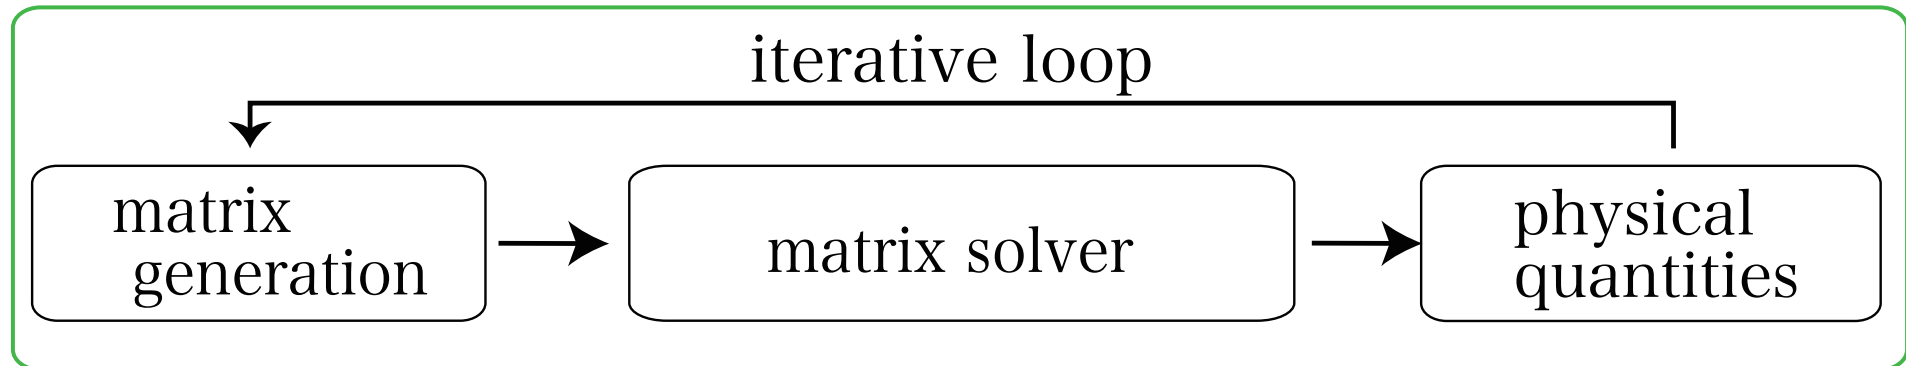 iterative loop
matrix
generation
matrix solver
physical
quantities